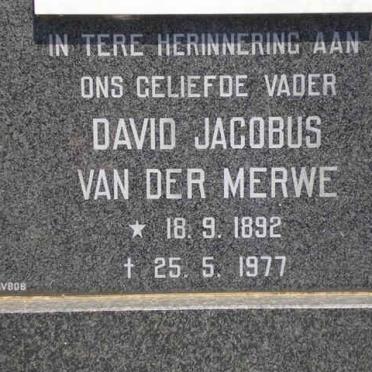 IN TERE HERINNERING AAN
ONS GELIEFDE VADER
DAVID JACOBUS
VAN DER MERWE
★ 18. 9. 1892
† 25. 5. 1977